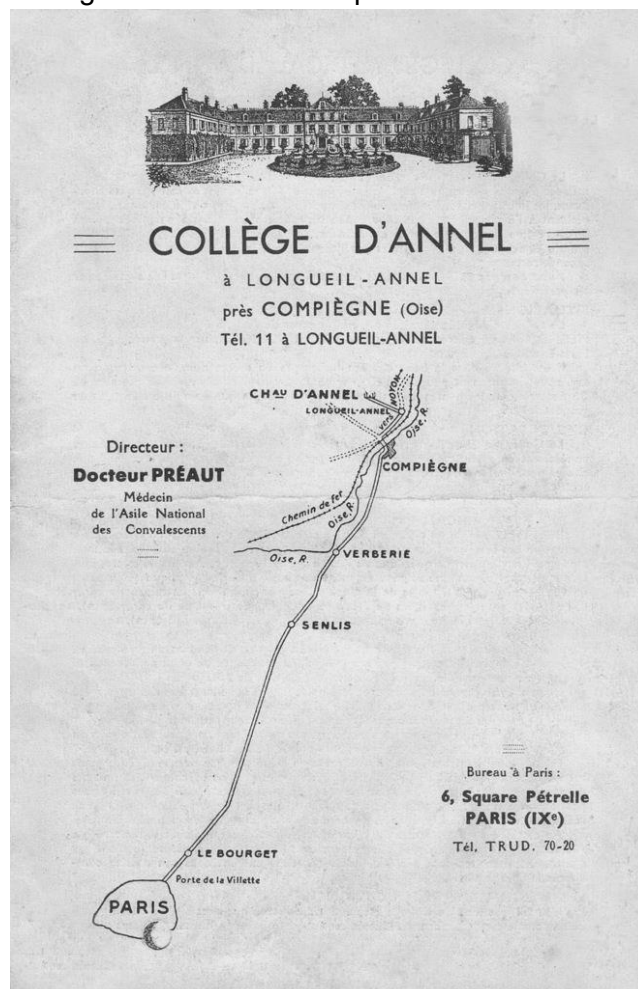 COLLÈGE D'ANNEL
à LONGUEIL - ANNEL
près COMPIÈGNE (Oise)
Tél. 11 à LONGUEIL-ANNEL
CHAU D'ANNEL
LONGUEIL-ANNEL
vers NOYON
Oise, R.
COMPIÈGNE
Directeur :
Docteur PRÉAUT
Médecin
de l'Asile National
des Convalescents
Chemin de fer
Oise, R.
Oise, R.
VERBERIE
SENLIS
Bureau à Paris :
6, Square Pétrelle
PARIS (IXe)
Tél. TRUD. 70-20
LE BOURGET
Porte de la Villette
PARIS